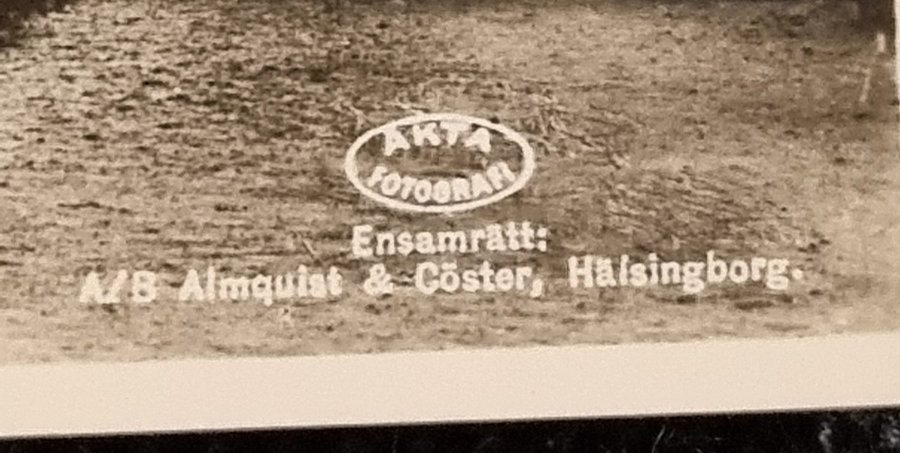 ÄKTA
FOTOGRAFI
Ensamrätt:
A/B Almquist & Cöster, Hälsingborg.